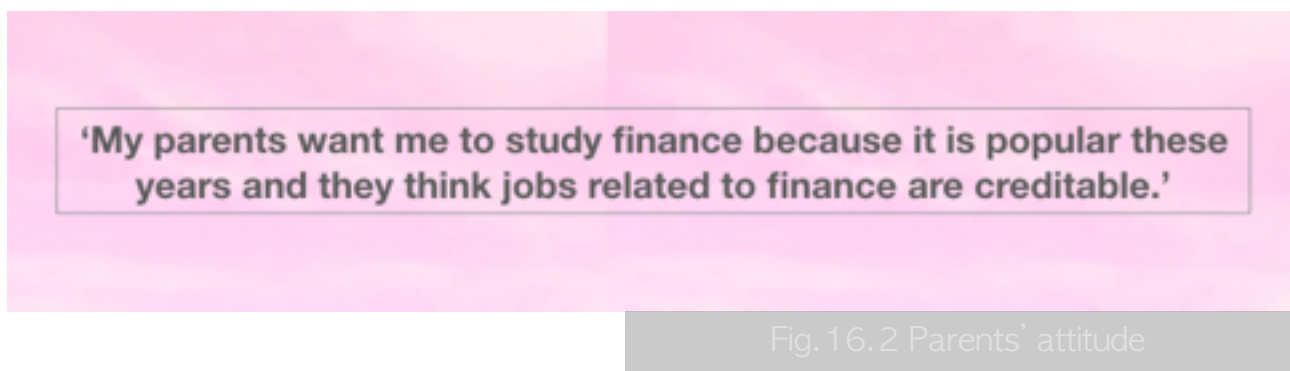 ‘My parents want me to study finance because it is popular these
years and they think jobs related to finance are creditable.’
Fig.16.2 Parents’ attitude